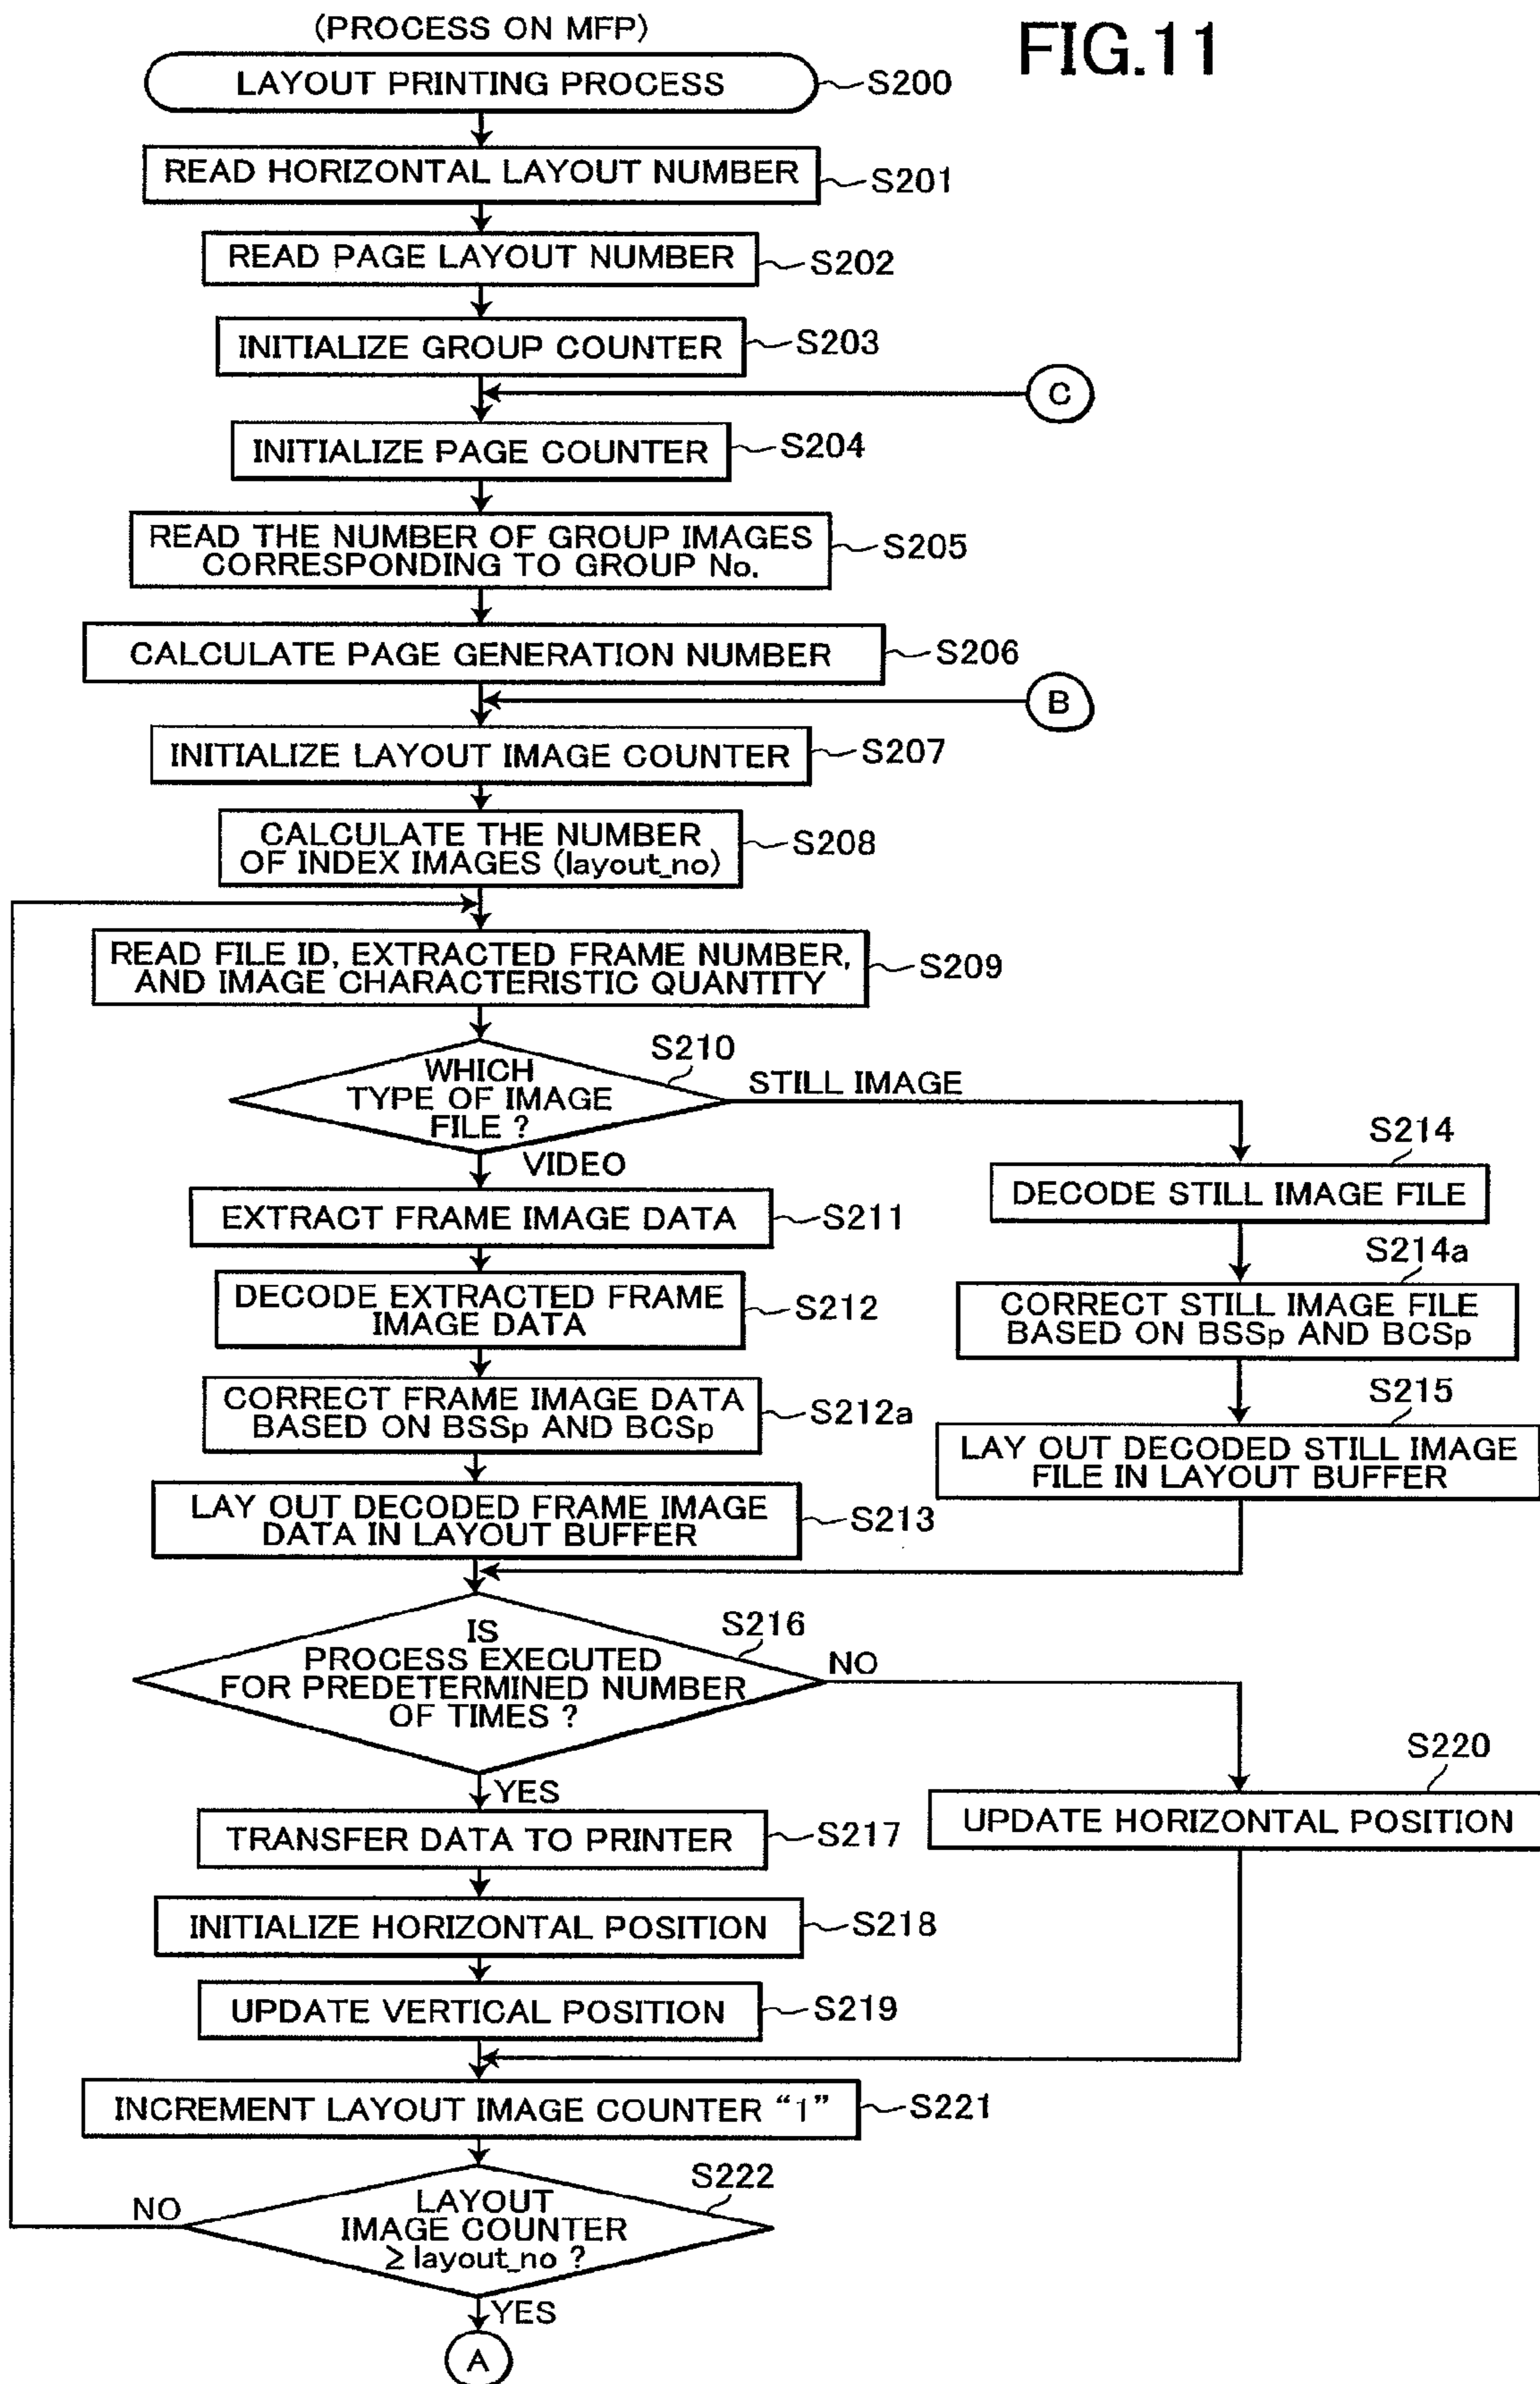 (PROCESS ON MFP)
FIG.11
LAYOUT PRINTING PROCESS
S200
READ HORIZONTAL LAYOUT NUMBER
S201
READ PAGE LAYOUT NUMBER
S202
INITIALIZE GROUP COUNTER
S203
C
INITIALIZE PAGE COUNTER
S204
READ THE NUMBER OF GROUP IMAGES
CORRESPONDING TO GROUP No.
S205
CALCULATE PAGE GENERATION NUMBER
S206
B
INITIALIZE LAYOUT IMAGE COUNTER
S207
CALCULATE THE NUMBER
OF INDEX IMAGES (layout_no)
S208
READ FILE ID, EXTRACTED FRAME NUMBER,
AND IMAGE CHARACTERISTIC QUANTITY
S209
WHICH
TYPE OF IMAGE
FILE ?
S210
STILL IMAGE
VIDEO
EXTRACT FRAME IMAGE DATA
S211
DECODE EXTRACTED FRAME
IMAGE DATA
S212
CORRECT FRAME IMAGE DATA
BASED ON BSSp AND BCSp
S212a
LAY OUT DECODED FRAME IMAGE
DATA IN LAYOUT BUFFER
S213
S214
DECODE STILL IMAGE FILE
S214a
CORRECT STILL IMAGE FILE
BASED ON BSSp AND BCSp
S215
LAY OUT DECODED STILL IMAGE
FILE IN LAYOUT BUFFER
IS
PROCESS EXECUTED
FOR PREDETERMINED NUMBER
OF TIMES ?
S216
NO
YES
TRANSFER DATA TO PRINTER
S217
INITIALIZE HORIZONTAL POSITION
S218
UPDATE VERTICAL POSITION
S219
S220
UPDATE HORIZONTAL POSITION
INCREMENT LAYOUT IMAGE COUNTER “1”
S221
LAYOUT
IMAGE COUNTER
≥ layout_no ?
S222
NO
YES
A